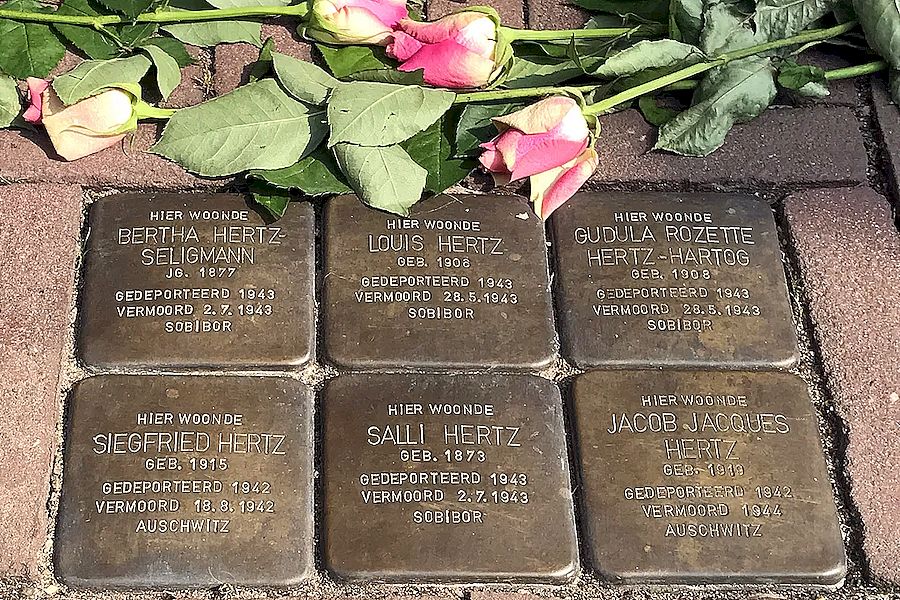 HIER WOONDE
BERTHA HERTZ-
SELIGMANN
JG. 1877
GEDEPORTEERD 1943
VERMOORD 2.7.1943
SOBIBOR
HIER WOONDE
LOUIS HERTZ
GEB. 1906
GEDEPORTEERD 1943
VERMOORD 28.5.1943
SOBIBOR
HIER WOONDE
GUDULA ROZETTE
HERTZ-HARTOG
GEB. 1908
GEDEPORTEERD 1943
VERMOORD 28.5.1943
SOBIBOR
HIER WOONDE
SIEGFRIED HERTZ
GEB. 1915
GEDEPORTEERD 1942
VERMOORD 18.8.1942
AUSCHWITZ
HIER WOONDE
SALLI HERTZ
GEB. 1873
GEDEPORTEERD 1943
VERMOORD 2.7.1943
SOBIBOR
HIER WOONDE
JACOB JACQUES
HERTZ
GEB. 1919
GEDEPORTEERD 1942
VERMOORD 1944
AUSCHWITZ